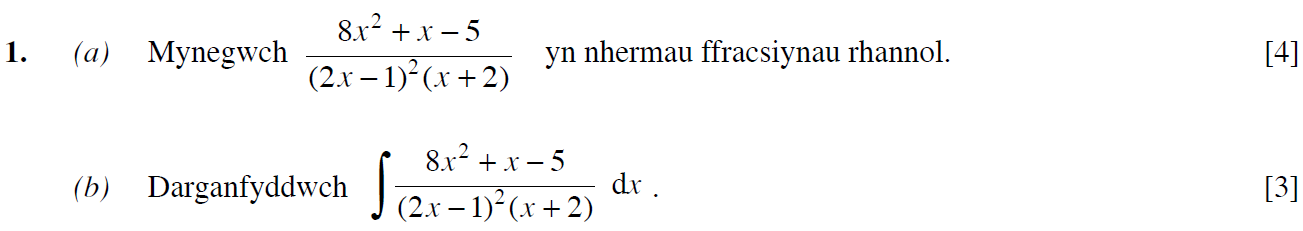 1. (a) Mynegwch \frac{8x^2 + x - 5}{(2x - 1)^2(x + 2)} yn nhermau ffracsiynau rhannol. [4]
(b) Darganfyddwch \int \frac{8x^2 + x - 5}{(2x - 1)^2(x + 2)} dx . [3]